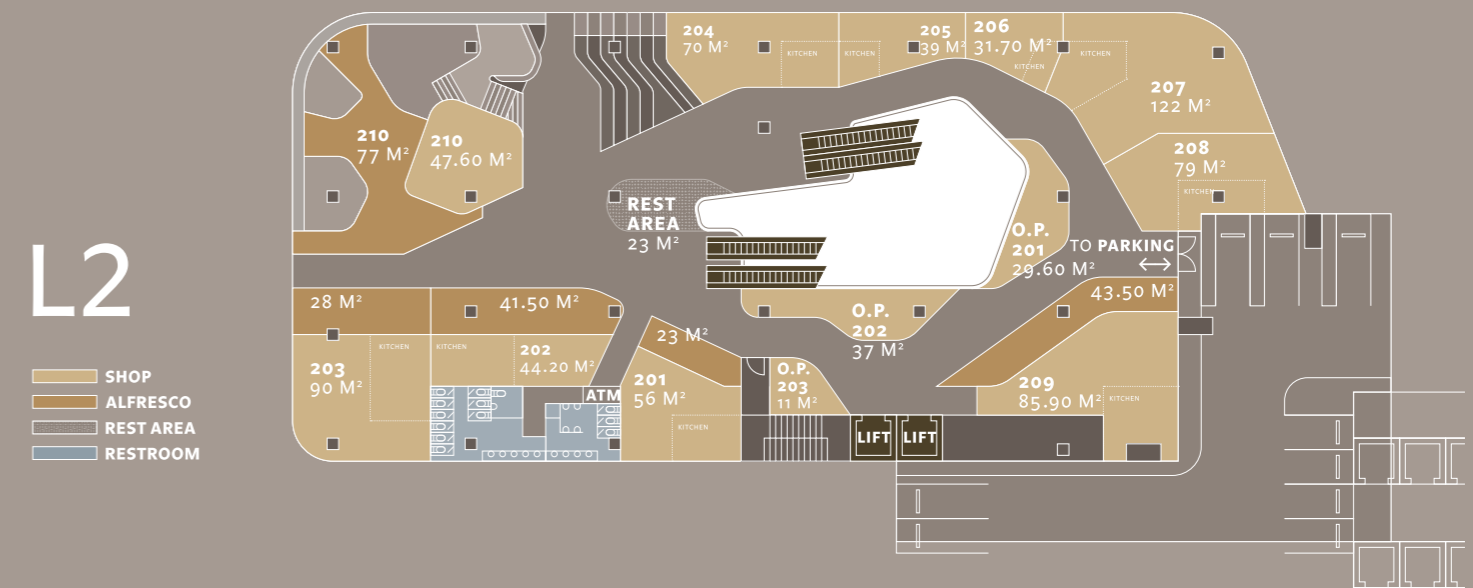 L2
SHOP
ALFRESCO
REST AREA
RESTROOM
204
70 M²
KITCHEN
KITCHEN
205
39 M²
206
31.70 M²
KITCHEN
KITCHEN
207
122 M²
208
79 M²
KITCHEN
210
77 M²
210
47.60 M²
REST
AREA
23 M²
O.P.
201
29.60 M²
TO PARKING
43.50 M²
28 M²
41.50 M²
O.P.
202
37 M²
23 M²
KITCHEN
KITCHEN
202
44.20 M²
203
90 M²
ATM
201
56 M²
KITCHEN
O.P.
203
11 M²
209
85.90 M²
KITCHEN
LIFT
LIFT